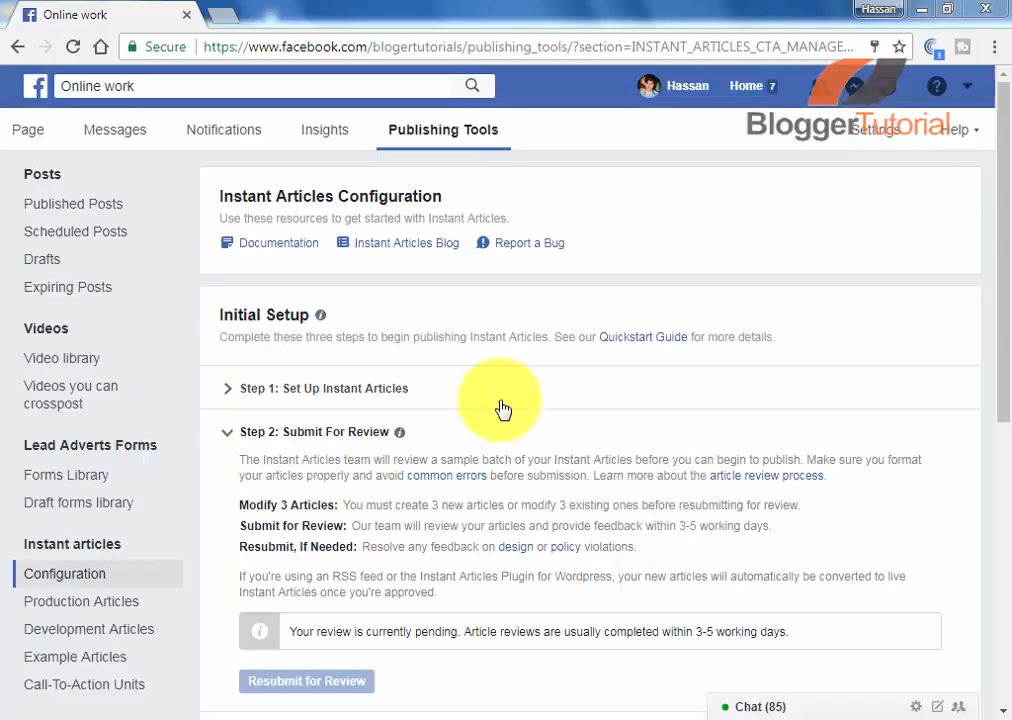 Online work
Hassan
Secure
https://www.facebook.com/blogertutorials/publishing_tools/?section=INSTANT_ARTICLES_CTA_MANAGE...
3
Online work
Hassan
Home 7
BloggerTutorial
Page
Messages
Notifications
Insights
Publishing Tools
Settings
Help
Posts
Published Posts
Scheduled Posts
Drafts
Expiring Posts
Videos
Video library
Videos you can
crosspost
Lead Adverts Forms
Forms Library
Draft forms library
Instant articles
Configuration
Production Articles
Development Articles
Example Articles
Call-To-Action Units
Instant Articles Configuration
Use these resources to get started with Instant Articles.
Documentation
Instant Articles Blog
Report a Bug
Initial Setup
Complete these three steps to begin publishing Instant Articles. See our Quickstart Guide for more details.
Step 1: Set Up Instant Articles
Step 2: Submit For Review
The Instant Articles team will review a sample batch of your Instant Articles before you can begin to publish. Make sure you format
your articles properly and avoid common errors before submission. Learn more about the article review process.
Modify 3 Articles: You must create 3 new articles or modify 3 existing ones before resubmitting for review.
Submit for Review: Our team will review your articles and provide feedback within 3-5 working days.
Resubmit, If Needed: Resolve any feedback on design or policy violations.
If you're using an RSS feed or the Instant Articles Plugin for Wordpress, your new articles will automatically be converted to live
Instant Articles once you're approved.
Your review is currently pending. Article reviews are usually completed within 3-5 working days.
Resubmit for Review
Chat (85)